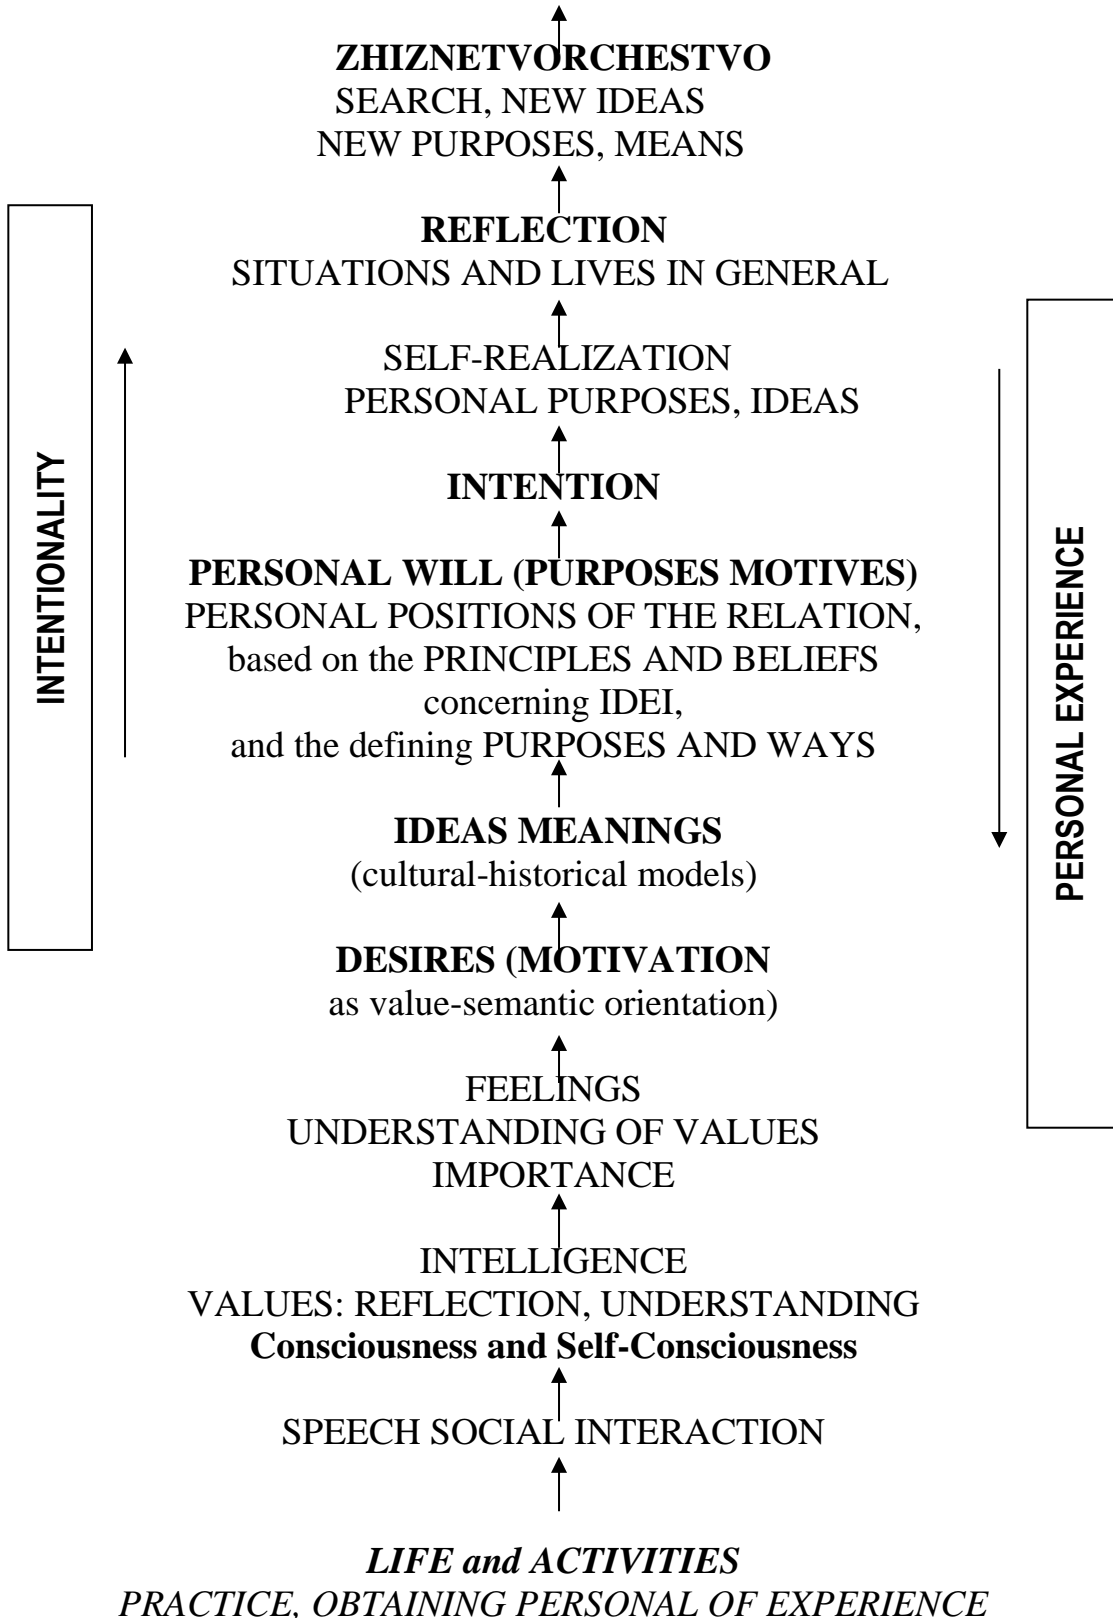 ZHIZNETVORCHESTVO
SEARCH, NEW IDEAS
NEW PURPOSES, MEANS
REFLECTION
SITUATIONS AND LIVES IN GENERAL
SELF-REALIZATION
PERSONAL PURPOSES, IDEAS
INTENTION
PERSONAL WILL (PURPOSES MOTIVES)
PERSONAL POSITIONS OF THE RELATION,
based on the PRINCIPLES AND BELIEFS
concerning IDEI,
and the defining PURPOSES AND WAYS
IDEAS MEANINGS
(cultural-historical models)
DESIRES (MOTIVATION
as value-semantic orientation)
FEELINGS
UNDERSTANDING OF VALUES
IMPORTANCE
INTELLIGENCE
VALUES: REFLECTION, UNDERSTANDING
Consciousness and Self-Consciousness
SPEECH SOCIAL INTERACTION
LIFE and ACTIVITIES
PRACTICE, OBTAINING PERSONAL OF EXPERIENCE
INTENTIONALITY
PERSONAL EXPERIENCE